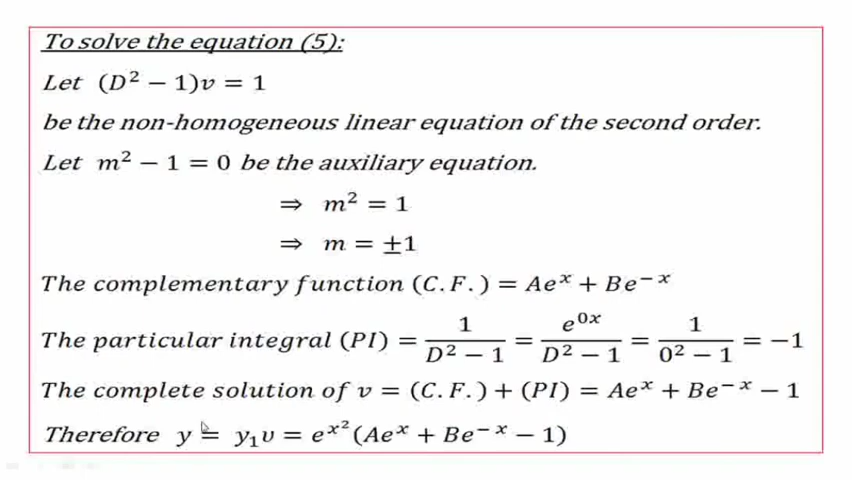 To solve the equation (5):
Let (D² − 1)v = 1
be the non-homogeneous linear equation of the second order.
Let m² − 1 = 0 be the auxiliary equation.
⇒ m² = 1
⇒ m = ±1
The complementary function (C.F.) = Ae^x + Be^{−x}
The particular integral (PI) = \frac{1}{D² − 1} = \frac{e^{0x}}{D² − 1} = \frac{1}{0² − 1} = −1
The complete solution of v = (C.F.) + (PI) = Ae^x + Be^{−x} − 1
Therefore y = y₁v = e^{x²}(Ae^x + Be^{−x} − 1)